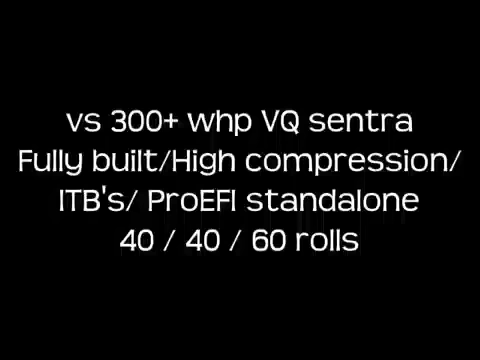 vs 300+ whp VQ sentra
Fully built/High compression/
ITB's/ ProEFI standalone
40 / 40 / 60 rolls